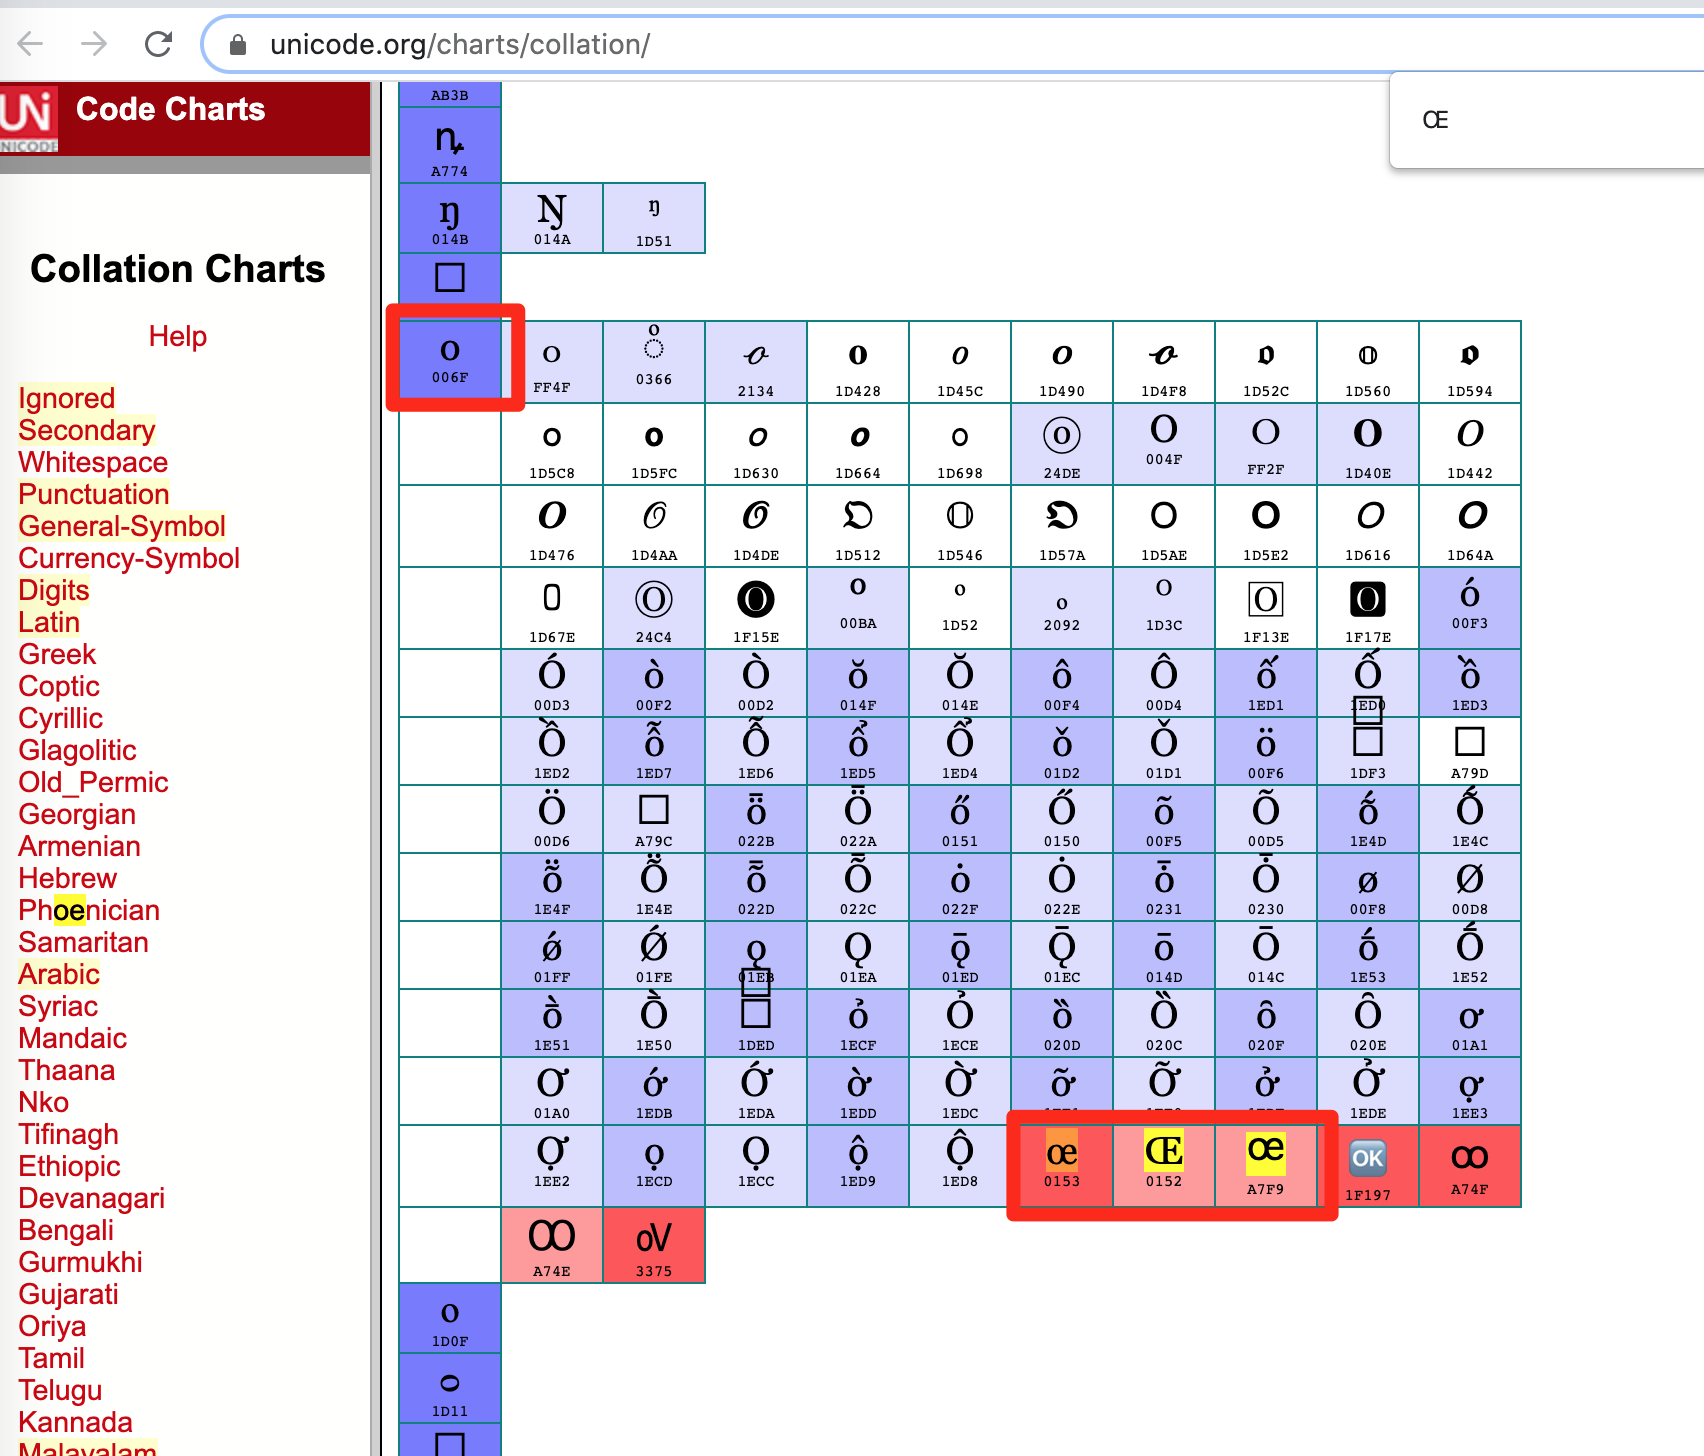 unicode.org/charts/collation/
UNi
UNICODE
Code Charts
Œ
Collation Charts
Help
Ignored
Secondary
Whitespace
Punctuation
General-Symbol
Currency-Symbol
Digits
Latin
Greek
Coptic
Cyrillic
Glagolitic
Old_Permic
Georgian
Armenian
Hebrew
Phoenician
Samaritan
Arabic
Syriac
Mandaic
Thaana
Nko
Tifinagh
Ethiopic
Devanagari
Bengali
Gurmukhi
Gujarati
Oriya
Tamil
Telugu
Kannada
Malayalam
AB3B
ꝴ
A774
ŋ Ŋ ᵑ
014B 014A 1D51
□
o o ͦ ℴ 𝐨 𝑜 𝒐 𝓸 𝔬 𝕠 𝖔
006F FF4F 0366 2134 1D428 1D45C 1D490 1D4F8 1D52C 1D560 1D594
𝗈 𝗼 𝘰 𝙤 𝚘 ⓞ O O 𝐎 𝑂
1D5C8 1D5FC 1D630 1D664 1D698 24DE 004F FF2F 1D40E 1D442
𝑶 𝒪 𝓞 𝔒 𝕆 𝕺 𝖮 𝗢 𝘖 𝙊
1D476 1D4AA 1D4DE 1D512 1D546 1D57A 1D5AE 1D5E2 1D616 1D64A
𝙾 Ⓞ 🅞 º ᵒ ₒ ᴼ 🄾 🅾 ó
1D67E 24C4 1F15E 00BA 1D52 2092 1D3C 1F13E 1F17E 00F3
Ó ò Ò ŏ Ŏ ô Ô ố Ố ồ
00D3 00F2 00D2 014F 014E 00F4 00D4 1ED1 1ED0 1ED3
Ồ ỗ Ỗ ổ Ổ ǒ Ǒ ö □ □
1ED2 1ED7 1ED6 1ED5 1ED4 01D2 01D1 00F6 1DF3 A79D
Ö □ ȫ Ȫ ő Ő õ Õ ṍ Ṍ
00D6 A79C 022B 022A 0151 0150 00F5 00D5 1E4D 1E4C
ṏ Ṏ ȭ Ȭ ȯ Ȯ ȱ Ȱ ø Ø
1E4F 1E4E 022D 022C 022F 022E 0231 0230 00F8 00D8
ǿ Ǿ ǫ Ǫ ǭ Ǭ ō Ō ṓ Ṓ
01FF 01FE 01EB 01EA 01ED 01EC 014D 014C 1E53 1E52
ṑ Ṑ □ ỏ Ỏ ȍ Ȍ ȏ Ȏ ơ
1E51 1E50 1DED 1ECF 1ECE 020D 020C 020F 020E 01A1
Ơ ớ Ớ ờ Ờ ỡ Ỡ ở Ở ợ
01A0 1EDB 1EDA 1EDD 1EDC 1EDE 1EE3
Ợ ọ Ọ ộ Ộ œ Œ ꟹ 🆗 ꝏ
1EE2 1ECD 1ECC 1ED9 1ED8 0153 0152 A7F9 1F197 A74F
Ꝏ ㍵
A74E 3375
ᴏ
1D0F
ᴑ
1D11
□